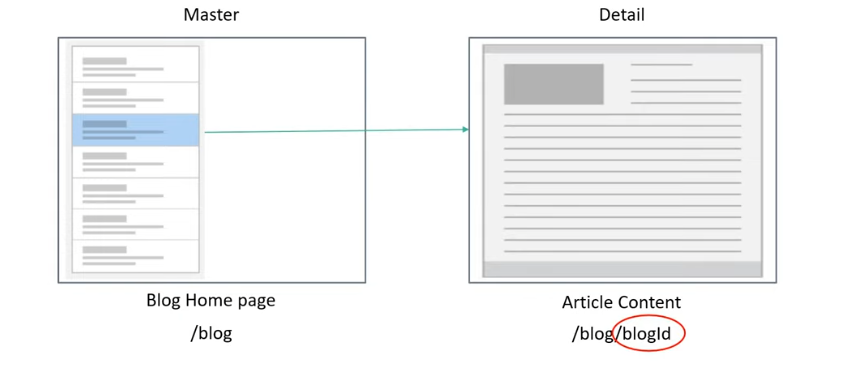 Master
Detail
Blog Home page
/blog
Article Content
/blog/blogId